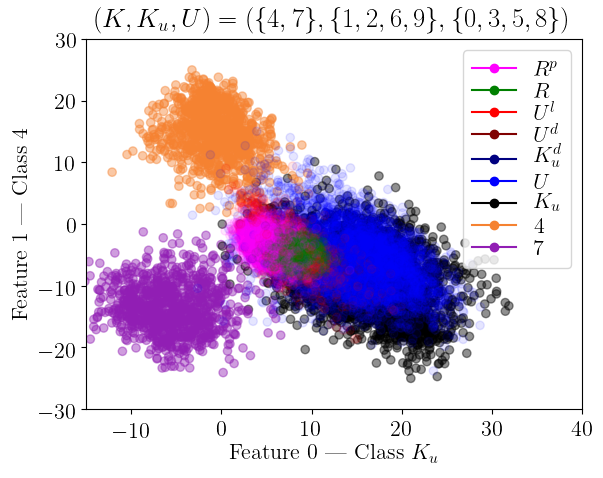 (K, K_u, U) = ({4, 7}, {1, 2, 6, 9}, {0, 3, 5, 8})
30
20
10
0
−10
−20
−30
Feature 1 — Class 4
R^p
R
U^l
U^d
K_u^d
U
K_u
4
7
−10
0
10
20
30
40
Feature 0 — Class K_u